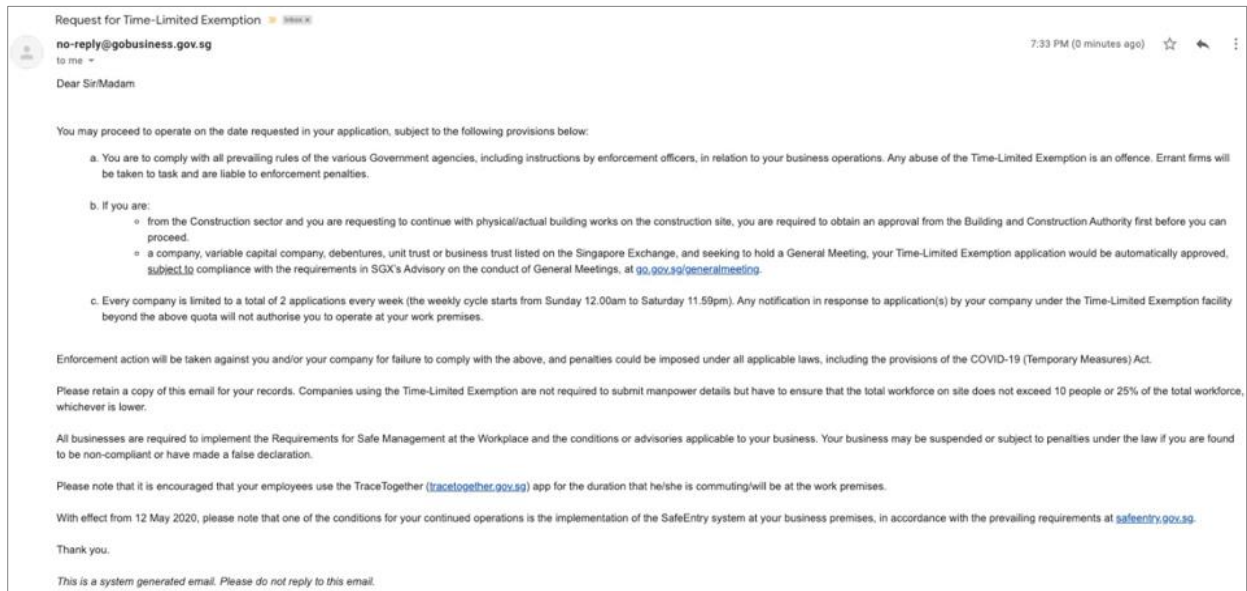 Request for Time-Limited Exemption
Inbox x
no-reply@gobusiness.gov.sg
7:33 PM (0 minutes ago)
to me
Dear Sir/Madam
You may proceed to operate on the date requested in your application, subject to the following provisions below:
a. You are to comply with all prevailing rules of the various Government agencies, including instructions by enforcement officers, in relation to your business operations. Any abuse of the Time-Limited Exemption is an offence. Errant firms will
be taken to task and are liable to enforcement penalties.
b. If you are:
from the Construction sector and you are requesting to continue with physical/actual building works on the construction site, you are required to obtain an approval from the Building and Construction Authority first before you can
proceed.
a company, variable capital company, debentures, unit trust or business trust listed on the Singapore Exchange, and seeking to hold a General Meeting, your Time-Limited Exemption application would be automatically approved,
subject to compliance with the requirements in SGX's Advisory on the conduct of General Meetings, at go.gov.sg/generalmeeting.
c. Every company is limited to a total of 2 applications every week (the weekly cycle starts from Sunday 12.00am to Saturday 11.59pm). Any notification in response to application(s) by your company under the Time-Limited Exemption facility
beyond the above quota will not authorise you to operate at your work premises.
Enforcement action will be taken against you and/or your company for failure to comply with the above, and penalties could be imposed under all applicable laws, including the provisions of the COVID-19 (Temporary Measures) Act.
Please retain a copy of this email for your records. Companies using the Time-Limited Exemption are not required to submit manpower details but have to ensure that the total workforce on site does not exceed 10 people or 25% of the total workforce,
whichever is lower.
All businesses are required to implement the Requirements for Safe Management at the Workplace and the conditions or advisories applicable to your business. Your business may be suspended or subject to penalties under the law if you are found
to be non-compliant or have made a false declaration.
Please note that it is encouraged that your employees use the TraceTogether (tracetogether.gov.sg) app for the duration that he/she is commuting/will be at the work premises.
With effect from 12 May 2020, please note that one of the conditions for your continued operations is the implementation of the SafeEntry system at your business premises, in accordance with the prevailing requirements at safeentry.gov.sg.
Thank you.
This is a system generated email. Please do not reply to this email.